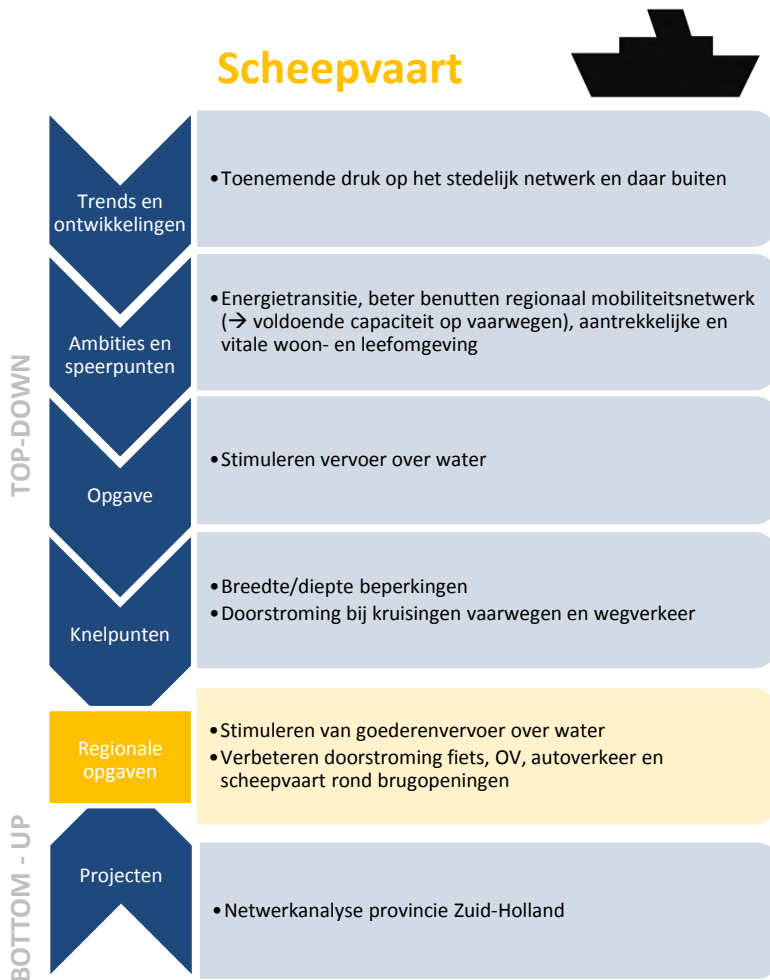 Scheepvaart
TOP-DOWN
Trends en
ontwikkelingen
•Toenemende druk op het stedelijk netwerk en daar buiten
Ambities en
speerpunten
•Energietransitie, beter benutten regionaal mobiliteitsnetwerk
(→ voldoende capaciteit op vaarwegen), aantrekkelijke en
vitale woon- en leefomgeving
Opgave
•Stimuleren vervoer over water
Knelpunten
•Breedte/diepte beperkingen
•Doorstroming bij kruisingen vaarwegen en wegverkeer
Regionale
opgaven
•Stimuleren van goederenvervoer over water
•Verbeteren doorstroming fiets, OV, autoverkeer en
scheepvaart rond brugopeningen
BOTTOM - UP
Projecten
•Netwerkanalyse provincie Zuid-Holland